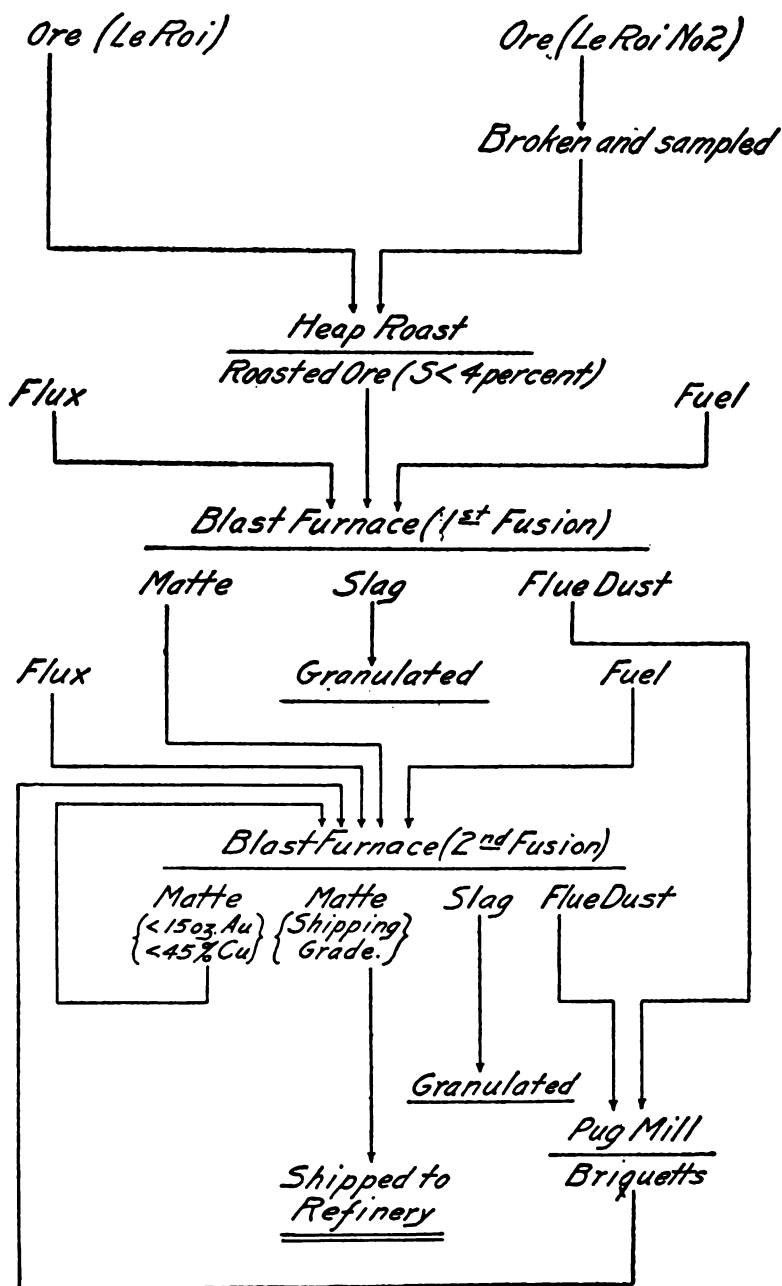 Ore (Le Roi)
Ore (Le Roi No2)
Broken and sampled
Heap Roast
Roasted Ore (S<4 percent)
Flux
Fuel
Blast Furnace (1st Fusion)
Matte
Slag
Flue Dust
Flux
Granulated
Fuel
Blast Furnace (2nd Fusion)
Matte
{<15oz. Au}
{<45% Cu}
Matte
{Shipping}
{Grade.}
Slag
Flue Dust
Granulated
Pug Mill
Briquetts
Shipped to
Refinery